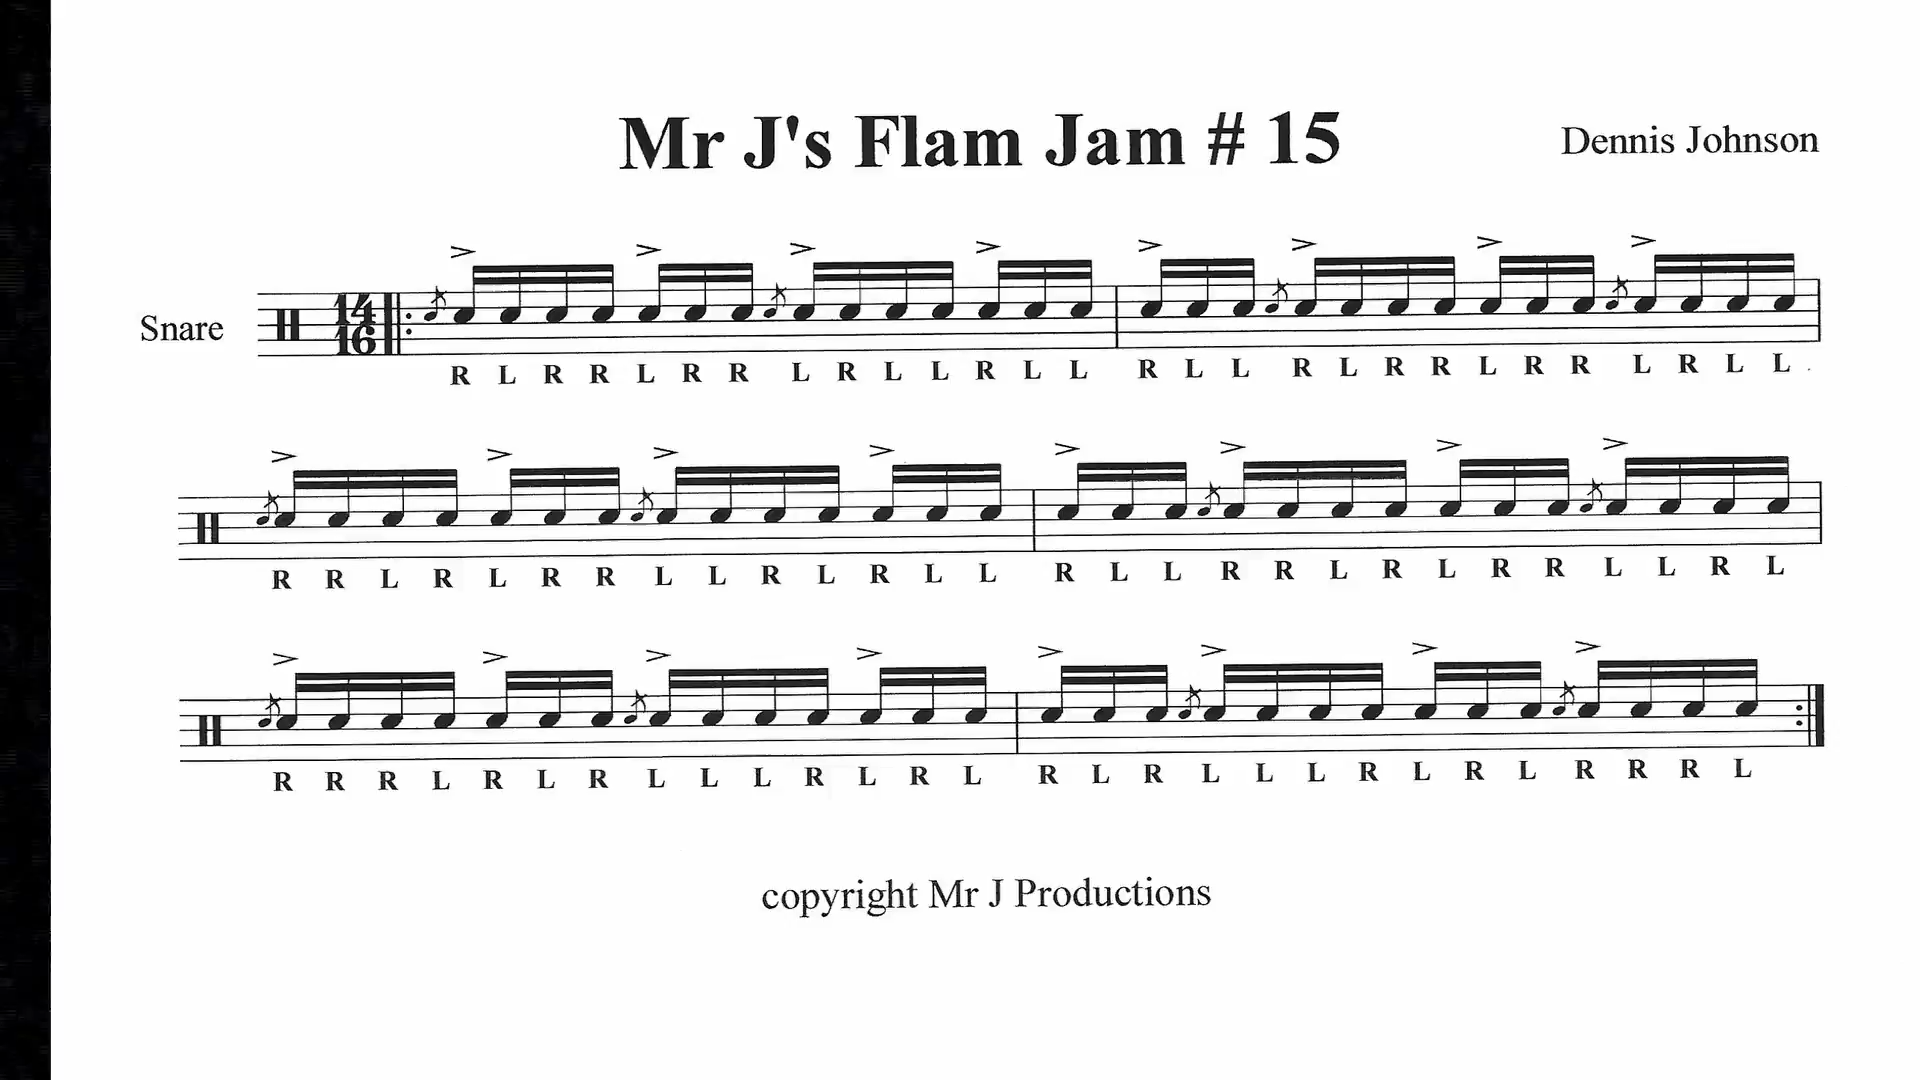 Mr J's Flam Jam # 15
Dennis Johnson
Snare
14
16
R L R R L R R L R L L R L L R L L R L R R L R R L R L L
R R L R L R R L L R L R L L R L L R R L R L R R L L R L
R R R L R L R L L L R L R L R L R L L L R L R L R R R L
copyright Mr J Productions